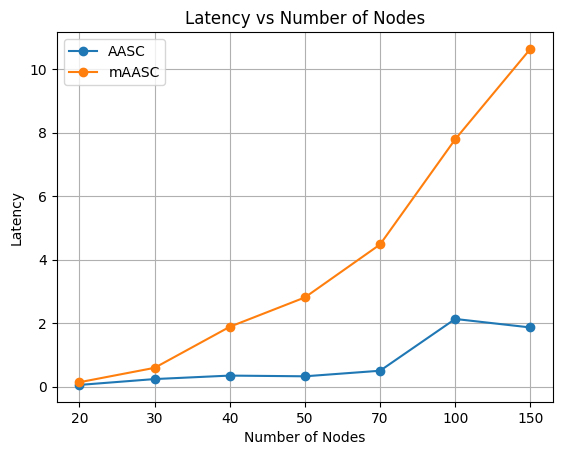 Latency vs Number of Nodes
AASC
mAASC
10
8
6
4
2
0
Latency
20 30 40 50 70 100 150
Number of Nodes